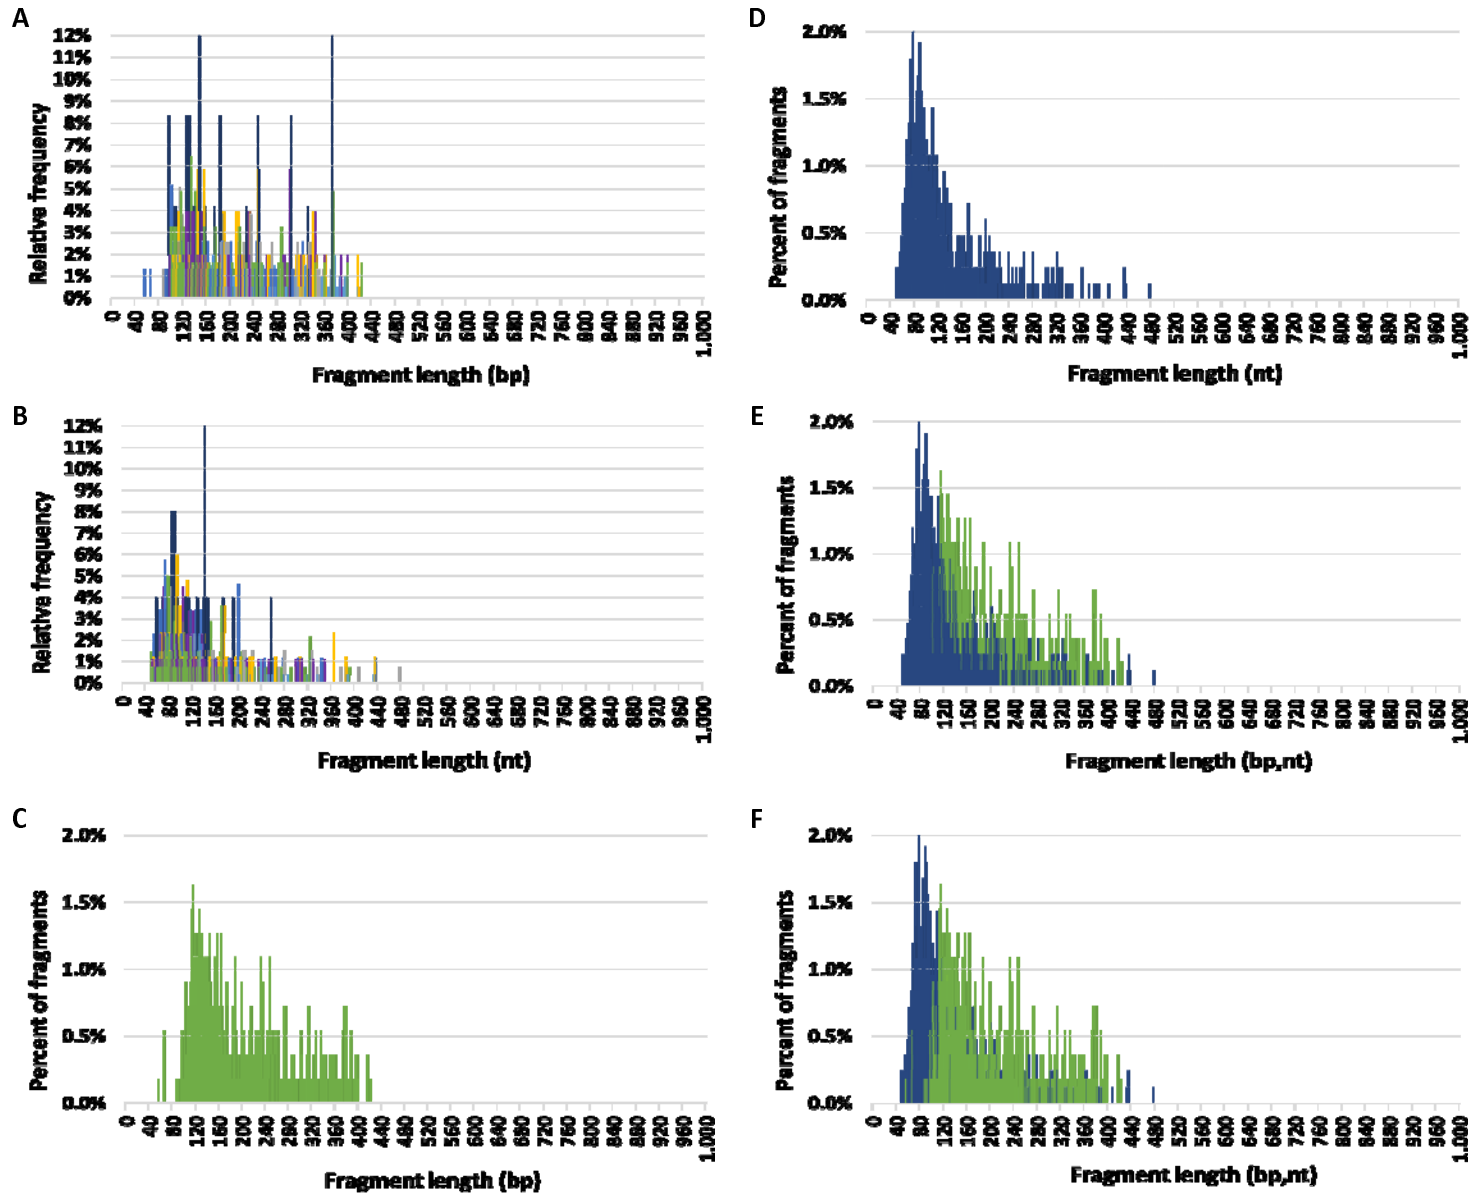 A
12%
11%
10%
9%
8%
7%
6%
5%
4%
3%
2%
1%
0%
Relative frequency
0 40 80 120 160 200 240 280 320 360 400 440 480 520 560 600 640 680 720 760 800 840 880 920 960 1.000
Fragment length (bp)
B
12%
11%
10%
9%
8%
7%
6%
5%
4%
3%
2%
1%
0%
Relative frequency
0 40 80 120 160 200 240 280 320 360 400 440 480 520 560 600 640 680 720 760 800 840 880 920 960 1.000
Fragment length (nt)
C
2.0%
1.5%
1.0%
0.5%
0.0%
Percent of fragments
0 40 80 120 160 200 240 280 320 360 400 440 480 520 560 600 640 680 720 760 800 840 880 920 960 1.000
Fragment length (bp)
D
2.0%
1.5%
1.0%
0.5%
0.0%
Percent of fragments
0 40 80 120 160 200 240 280 320 360 400 440 480 520 560 600 640 680 720 760 800 840 880 920 960 1.000
Fragment length (nt)
E
2.0%
1.5%
1.0%
0.5%
0.0%
Percant of fragments
0 40 80 120 160 200 240 280 320 360 400 440 480 520 560 600 640 680 720 760 800 840 880 920 960 1.000
Fragment length (bp,nt)
F
2.0%
1.5%
1.0%
0.5%
0.0%
Parcant of fragments
0 40 80 120 160 200 240 280 320 360 400 440 480 520 560 600 640 680 720 760 800 840 880 920 960 1.000
Fragment length (bp,nt)